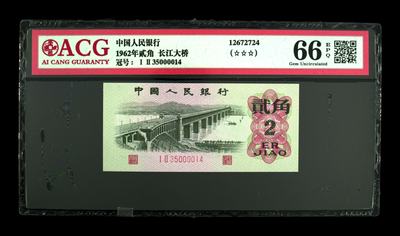 ACG
AI CANG GUARANTY
中国人民银行
1962年贰角 长江大桥
冠号: I II 35000014
12672724
(☆☆☆)
66 EPQ
Gem Uncirculated
中國人民銀行
贰角
2
ER
JIAO
I II 35000014